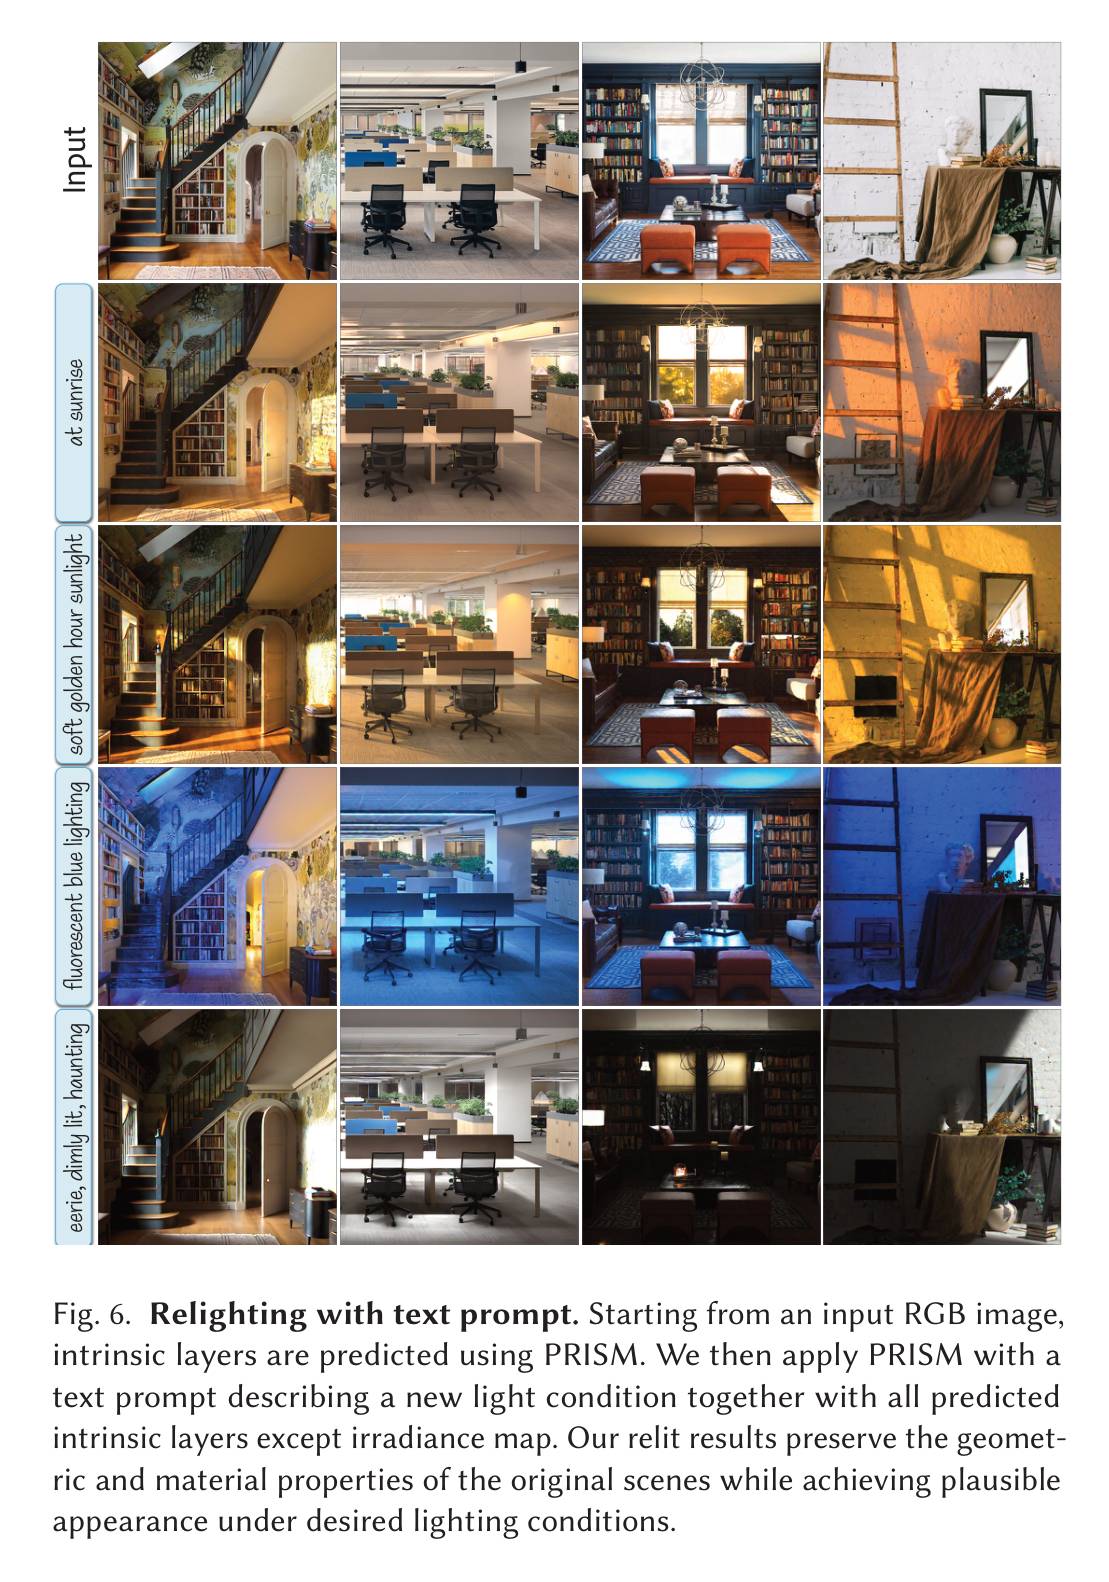 Input
at sunrise
soft golden hour sunlight
fluorescent blue lighting
eerie, dimly lit, haunting
Fig. 6. Relighting with text prompt. Starting from an input RGB image,
intrinsic layers are predicted using PRISM. We then apply PRISM with a
text prompt describing a new light condition together with all predicted
intrinsic layers except irradiance map. Our relit results preserve the geomet-
ric and material properties of the original scenes while achieving plausible
appearance under desired lighting conditions.